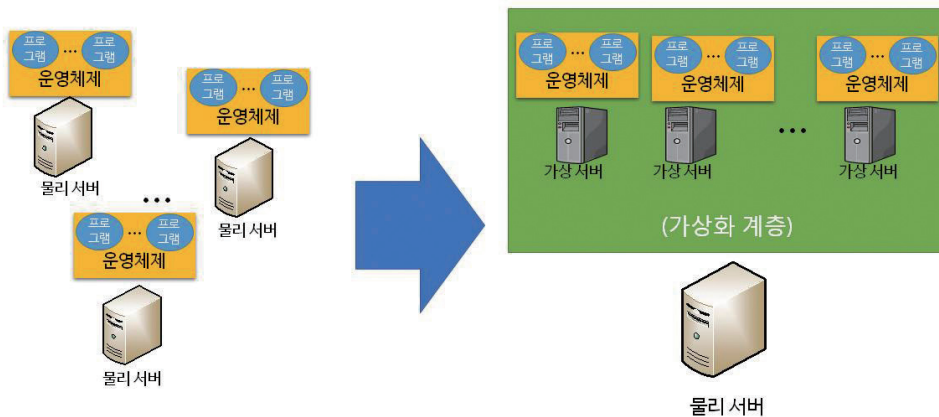 프로
그램
...
프로
그램
운영체제
물리 서버
프로
그램
...
프로
그램
운영체제
물리 서버
...
프로
그램
...
프로
그램
운영체제
물리 서버
프로
그램
...
프로
그램
운영체제
가상 서버
프로
그램
...
프로
그램
운영체제
가상 서버
...
프로
그램
...
프로
그램
운영체제
가상 서버
(가상화 계층)
물리 서버